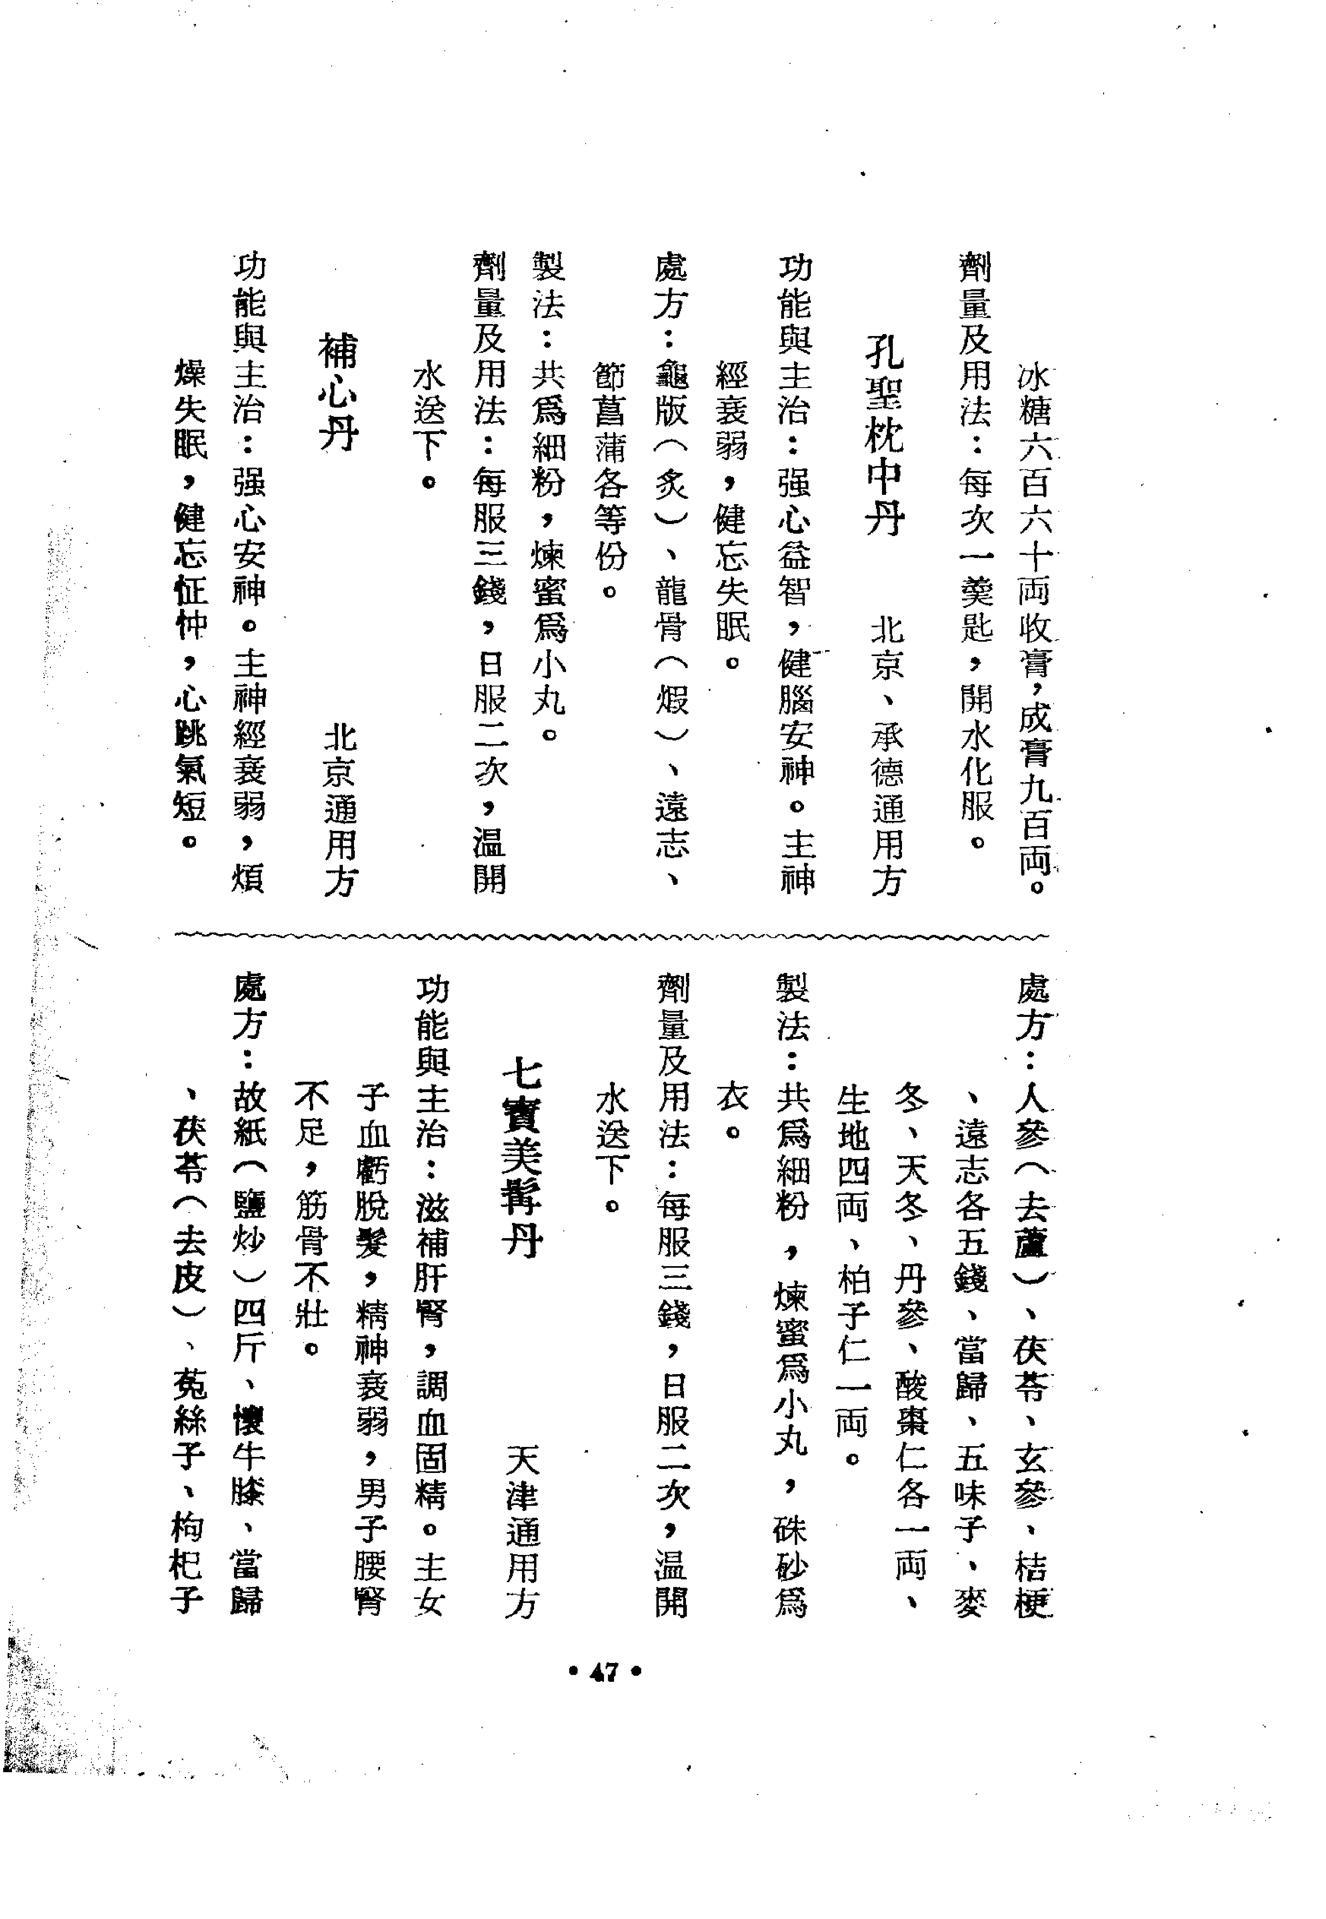 冰糖六百六十両收膏，成膏九百両。
劑量及用法：每次一羹匙，開水化服。
孔聖枕中丹　北京、承德通用方
功能與主治：强心益智，健腦安神。主神
經衰弱，健忘失眠。
處方：龜版（炙）、龍骨（煆）、遠志、
節菖蒲各等份。
製法：共爲細粉，煉蜜爲小丸。
劑量及用法：每服三錢，日服二次，温開
水送下。
補心丹　北京通用方
功能與主治：强心安神。主神經衰弱，煩
燥失眠，健忘怔忡，心跳氣短。
處方：人參（去蘆）、茯苓、玄參、桔梗
、遠志各五錢、當歸、五味子、麥
冬、天冬、丹參、酸棗仁各一両、
生地四両、柏子仁一両。
製法：共爲細粉，煉蜜爲小丸，硃砂爲
衣。
劑量及用法：每服三錢，日服二次，温開
水送下。
七寶美髯丹　天津通用方
功能與主治：滋補肝腎，調血固精。主女
子血虧脫髮，精神衰弱，男子腰腎
不足，筋骨不壯。
處方：故紙（鹽炒）四斤、懷牛膝、當歸
、茯苓（去皮）、菟絲子、枸杞子
• 47 •